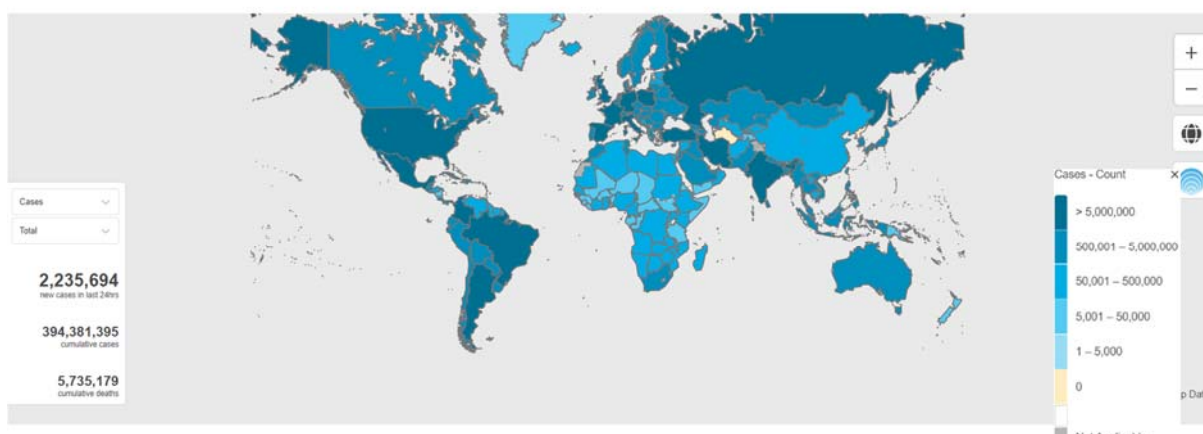 Cases
Total
2,235,694
new cases in last 24hrs
394,381,395
cumulative cases
5,735,179
cumulative deaths
+
−
Cases - Count ×
> 5,000,000
500,001 – 5,000,000
50,001 – 500,000
5,001 – 50,000
1 – 5,000
0
p Dat